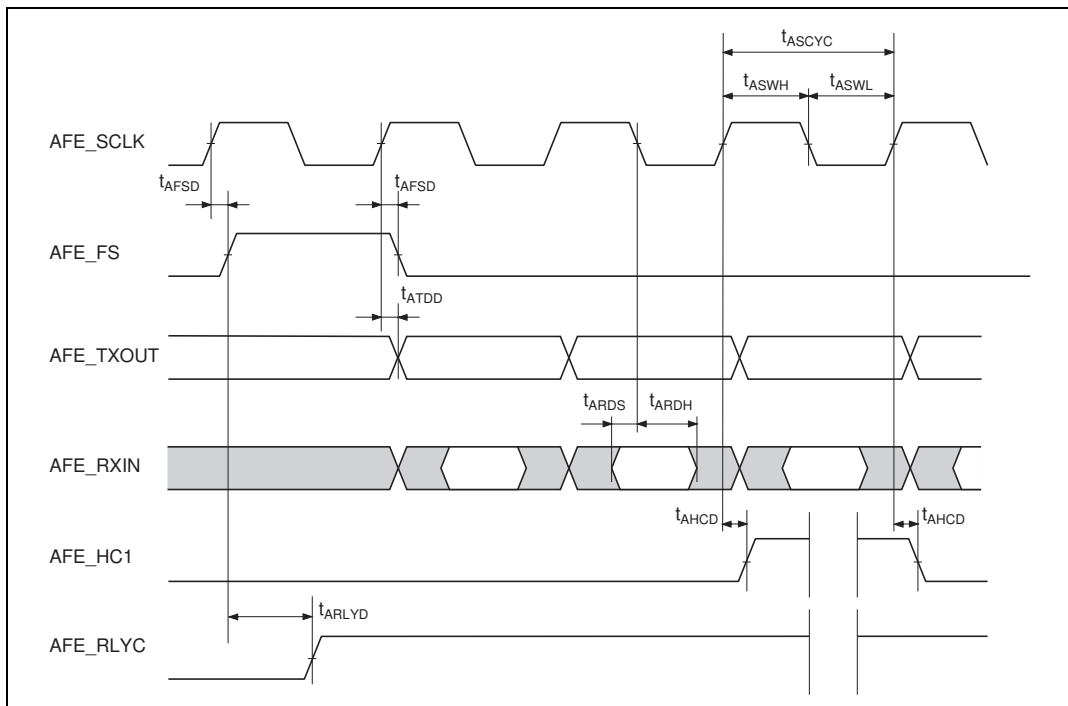 tASCYC
tASWH tASWL
AFE_SCLK
tAFSD tAFSD
AFE_FS
tATDD
AFE_TXOUT
tARDS tARDH
AFE_RXIN
tAHCD tAHCD
AFE_HC1
tARLYD
AFE_RLYC